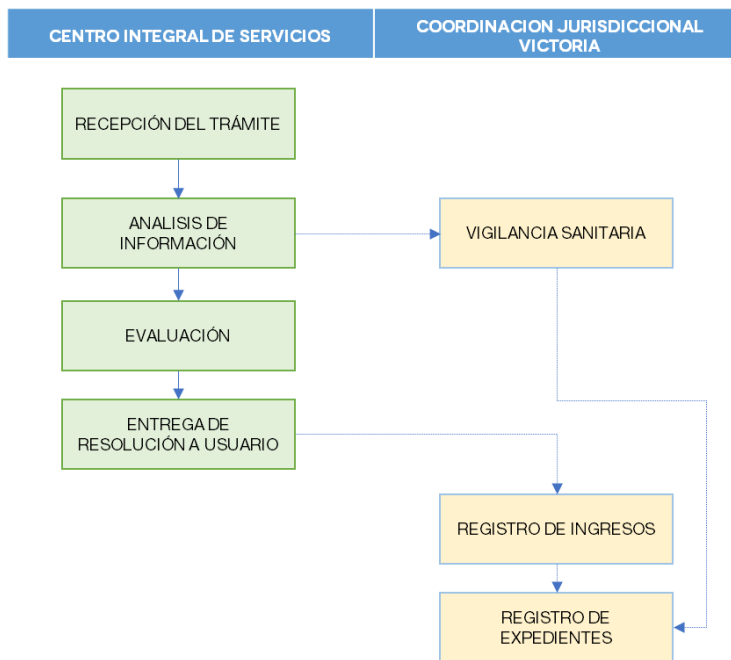 CENTRO INTEGRAL DE SERVICIOS
COORDINACION JURISDICCIONAL
VICTORIA
RECEPCIÓN DEL TRÁMITE
ANALISIS DE
INFORMACIÓN
VIGILANCIA SANITARIA
EVALUACIÓN
ENTREGA DE
RESOLUCIÓN A USUARIO
REGISTRO DE INGRESOS
REGISTRO DE
EXPEDIENTES